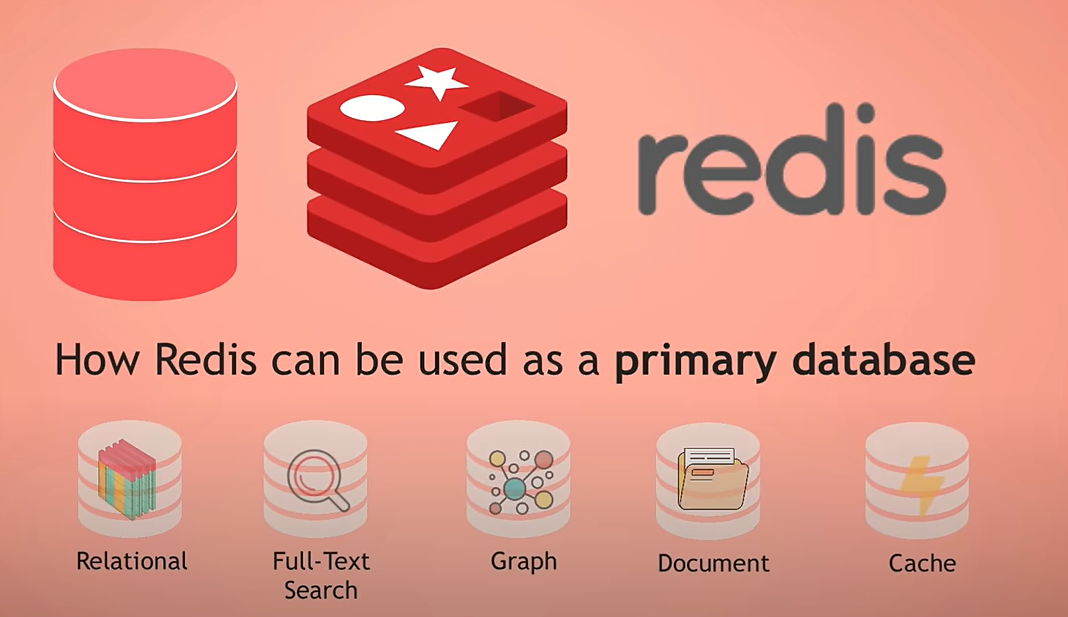 redis
How Redis can be used as a primary database
Relational
Full-Text
Search
Graph
Document
Cache